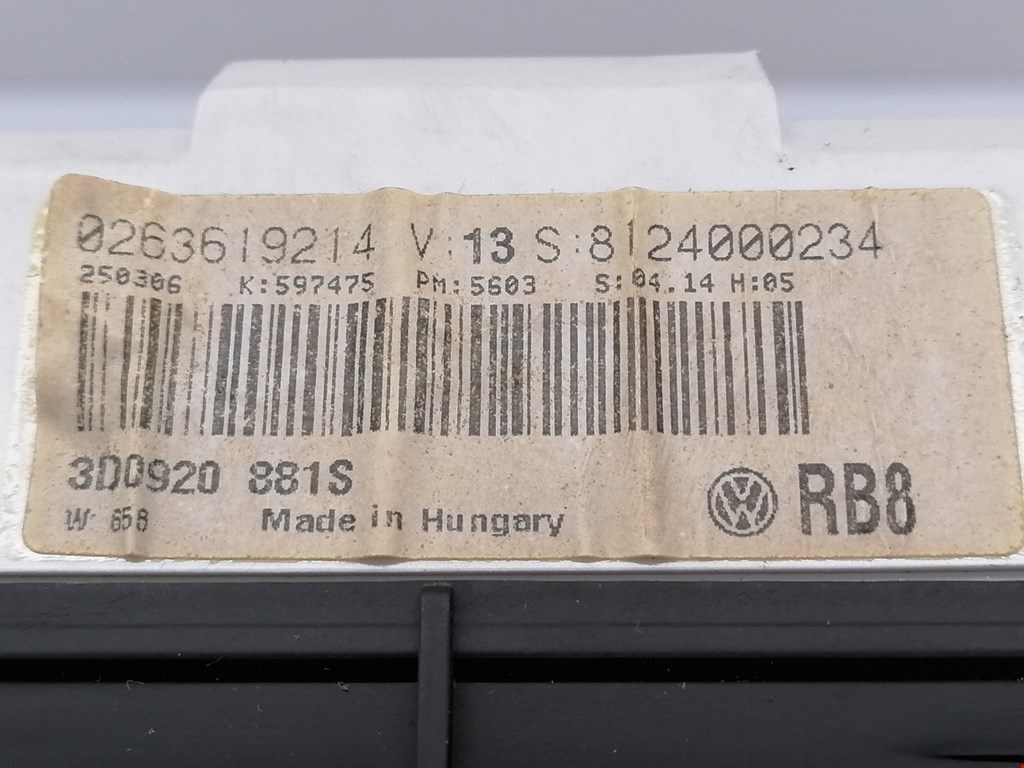 0263619214 V:13 S:8124000234
250306 K:597475 PM:5603 S:04.14 H:05
3D0920 881S
W: 658 Made in Hungary
RB8